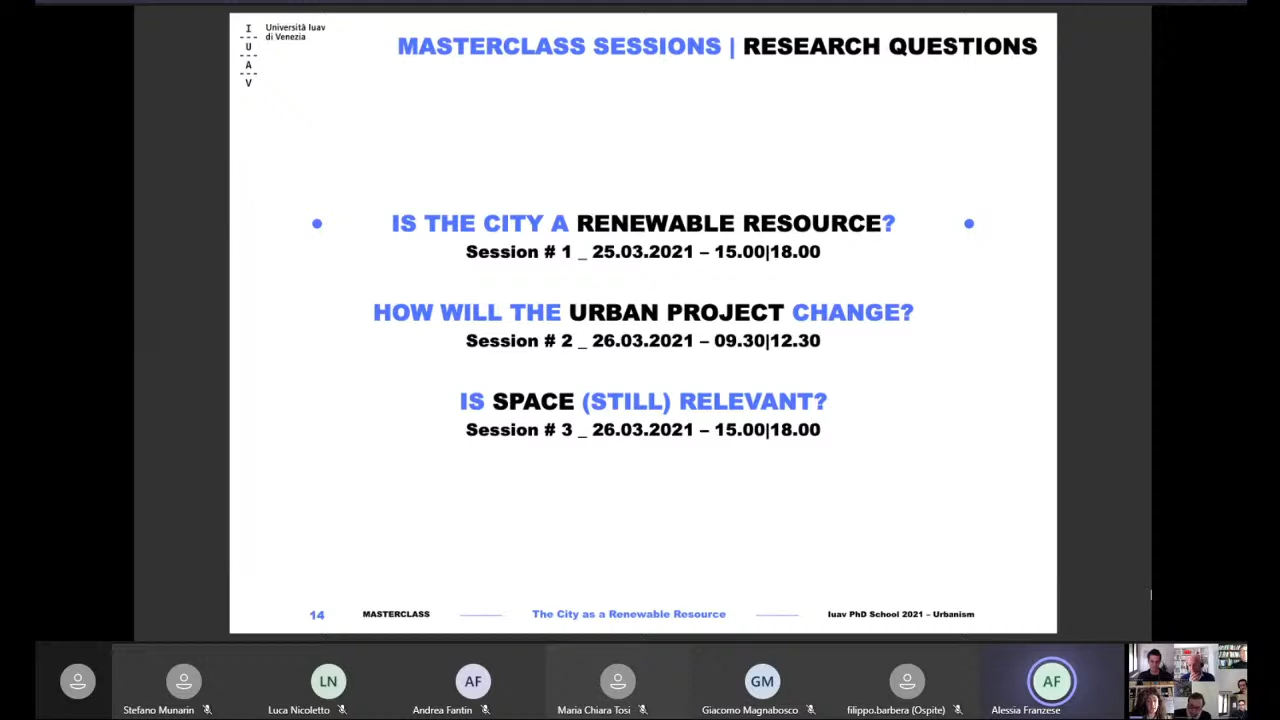 I
U
A
V
Università Iuav
di Venezia
MASTERCLASS SESSIONS | RESEARCH QUESTIONS
• IS THE CITY A RENEWABLE RESOURCE? •
Session # 1 _ 25.03.2021 – 15.00|18.00
HOW WILL THE URBAN PROJECT CHANGE?
Session # 2 _ 26.03.2021 – 09.30|12.30
IS SPACE (STILL) RELEVANT?
Session # 3 _ 26.03.2021 – 15.00|18.00
14 MASTERCLASS The City as a Renewable Resource Iuav PhD School 2021 – Urbanism
LN AF GM AF
Stefano Munarin Luca Nicoletto Andrea Fantin Maria Chiara Tosi Giacomo Magnabosco filippo.barbera (Ospite) Alessia Franzese